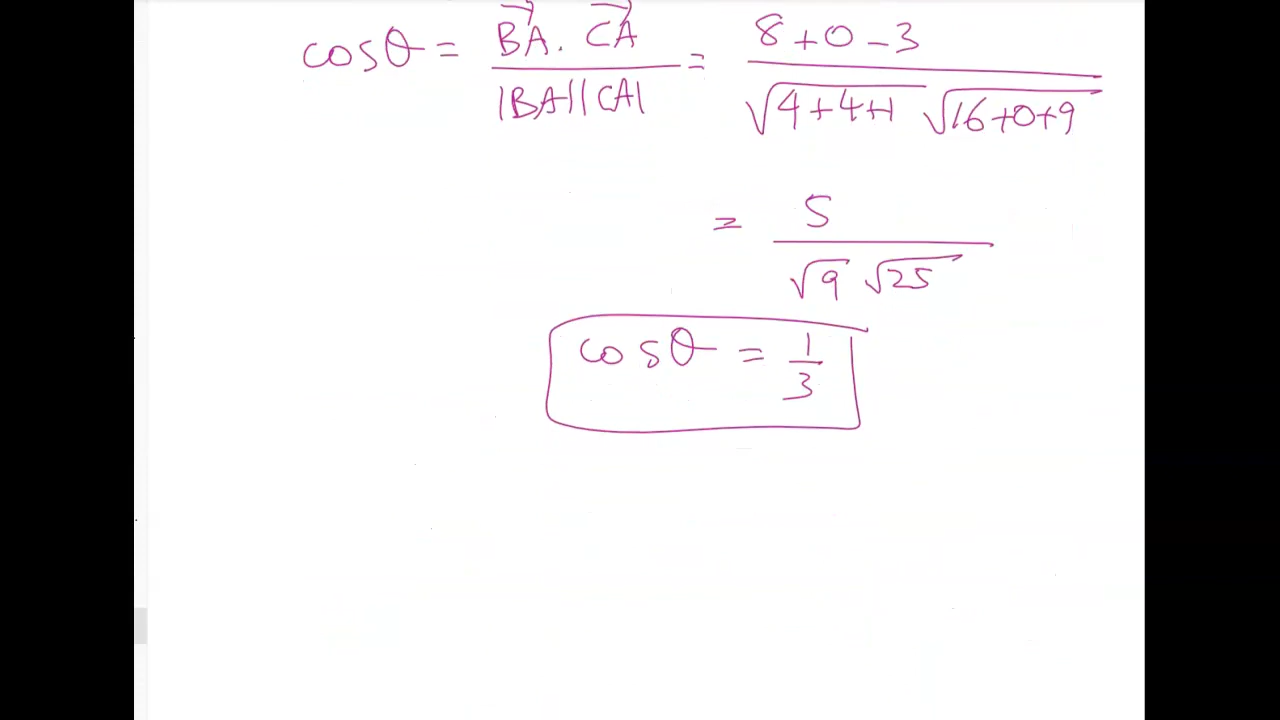 cosθ = BA⃗ . CA⃗ / |BA||CA| = 8+0-3 / √4+4+1 √16+0+9
= 5 / √9 √25
cosθ = 1/3